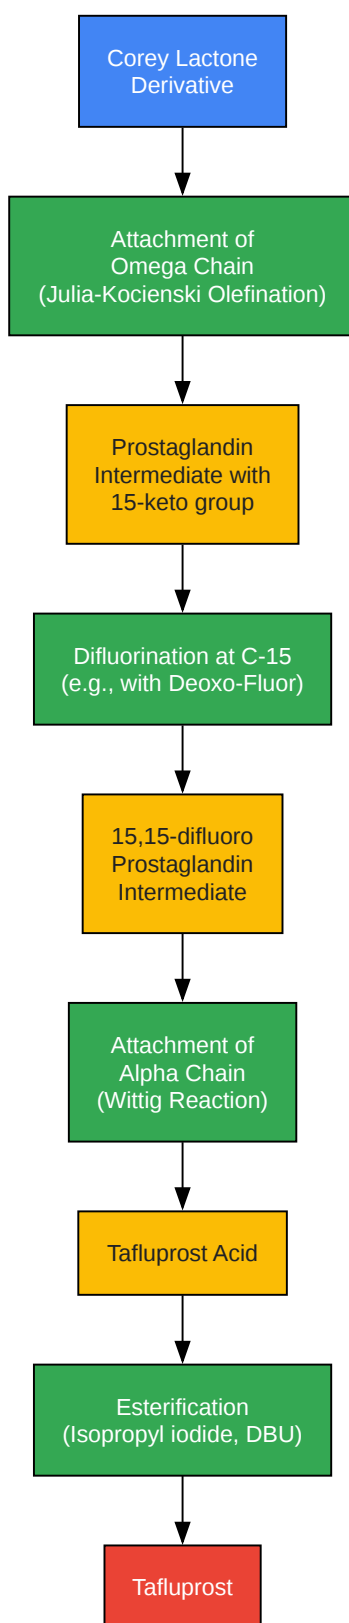 Corey Lactone
Derivative
Attachment of
Omega Chain
(Julia-Kocienski Olefination)
Prostaglandin
Intermediate with
15-keto group
Difluorination at C-15
(e.g., with Deoxo-Fluor)
15,15-difluoro
Prostaglandin
Intermediate
Attachment of
Alpha Chain
(Wittig Reaction)
Tafluprost Acid
Esterification
(Isopropyl iodide, DBU)
Tafluprost